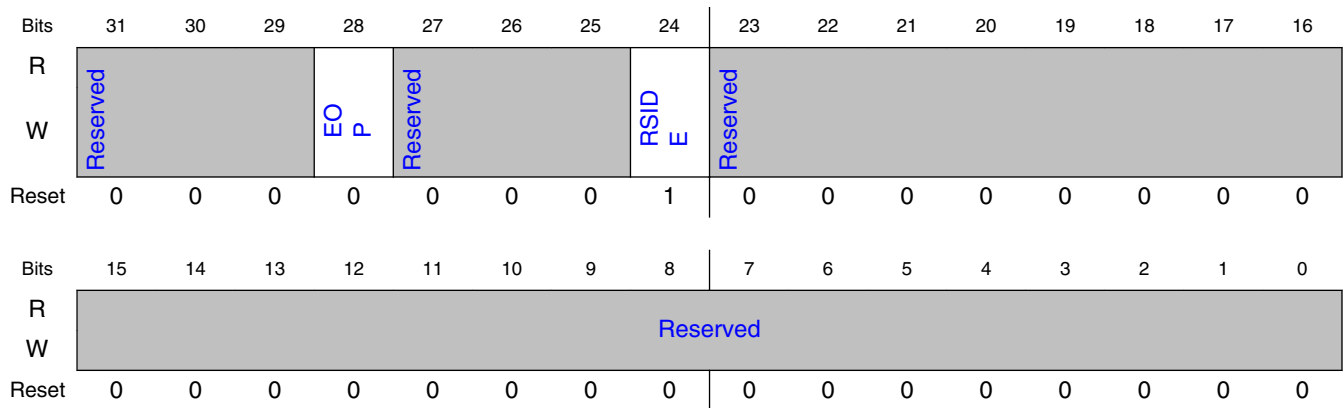 Bits 31 30 29 28 27 26 25 24 23 22 21 20 19 18 17 16
R
W
Reserved
EO
P
Reserved
RSID
E
Reserved
Reset 0 0 0 0 0 0 0 1 0 0 0 0 0 0 0 0
Bits 15 14 13 12 11 10 9 8 7 6 5 4 3 2 1 0
R
Reserved
W
Reset 0 0 0 0 0 0 0 0 0 0 0 0 0 0 0 0